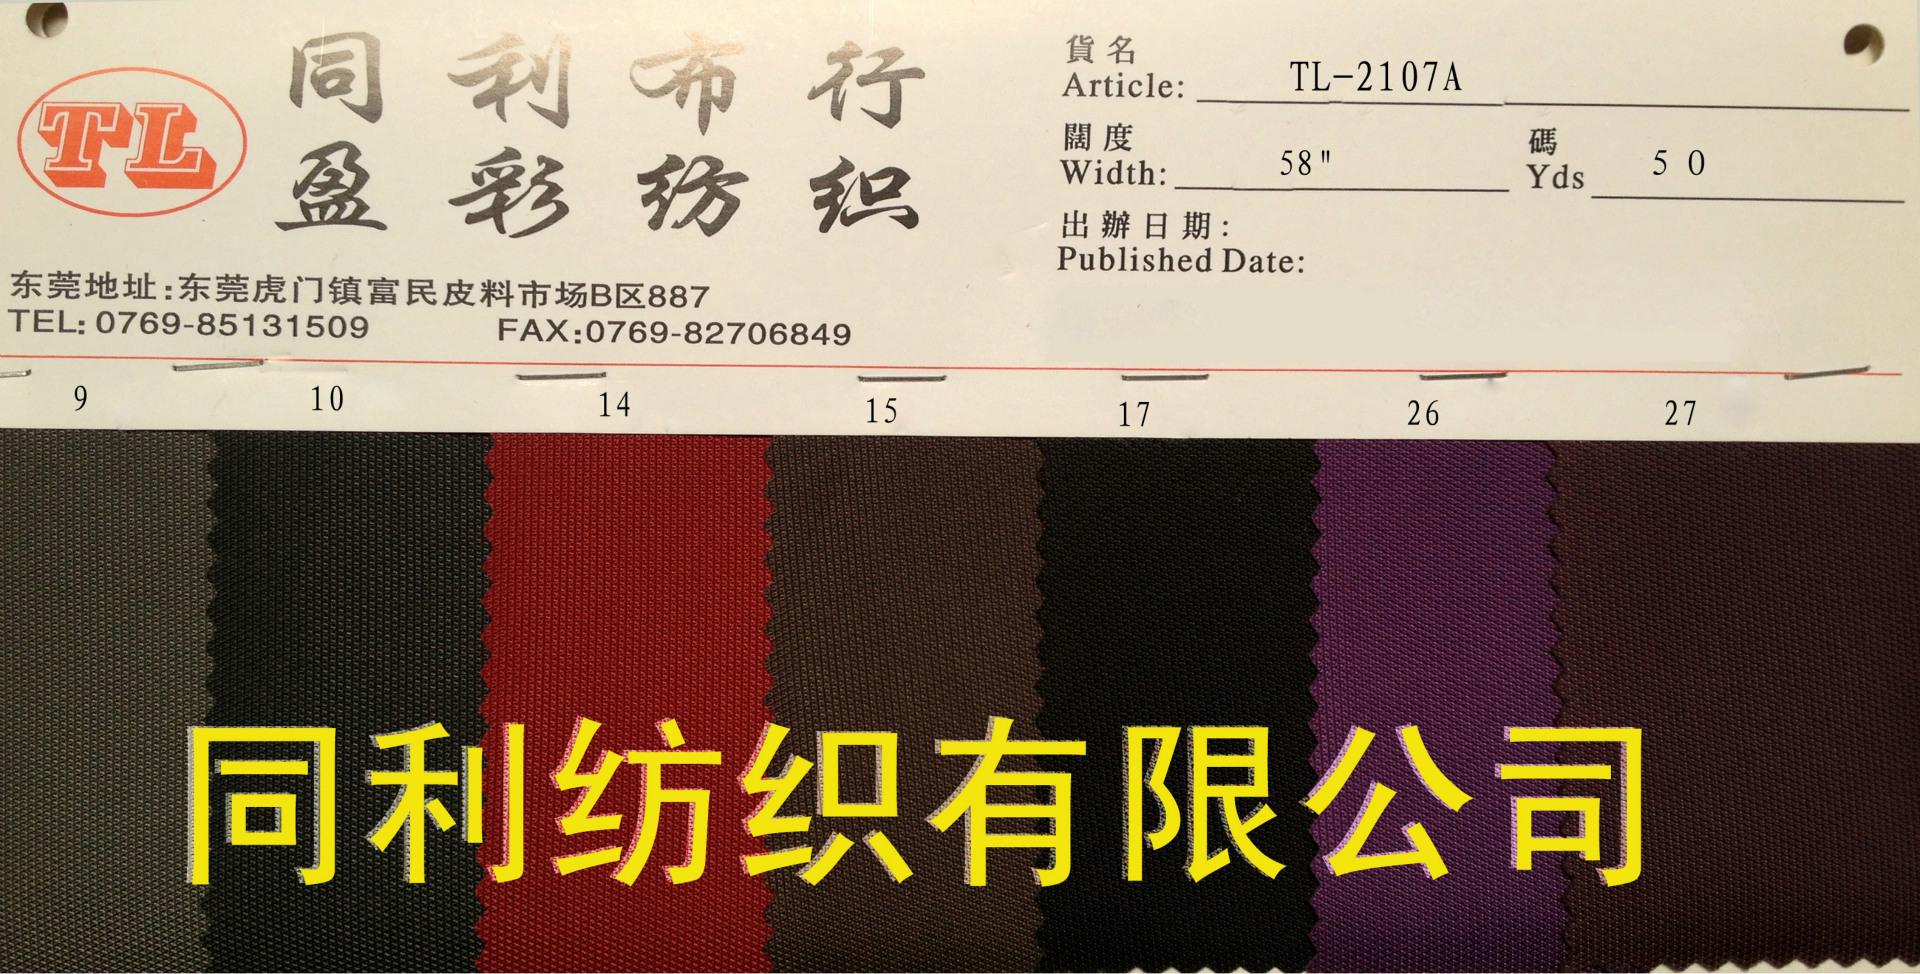 TL
同利布行
盈彩纺织
东莞地址:东莞虎门镇富民皮料市场B区887
TEL: 0769-85131509 FAX:0769-82706849
貨名
Article: TL-2107A
闊度 碼
Width: 58" Yds 50
出辦日期:
Published Date:
9 10 14 15 17 26 27
同利纺织有限公司